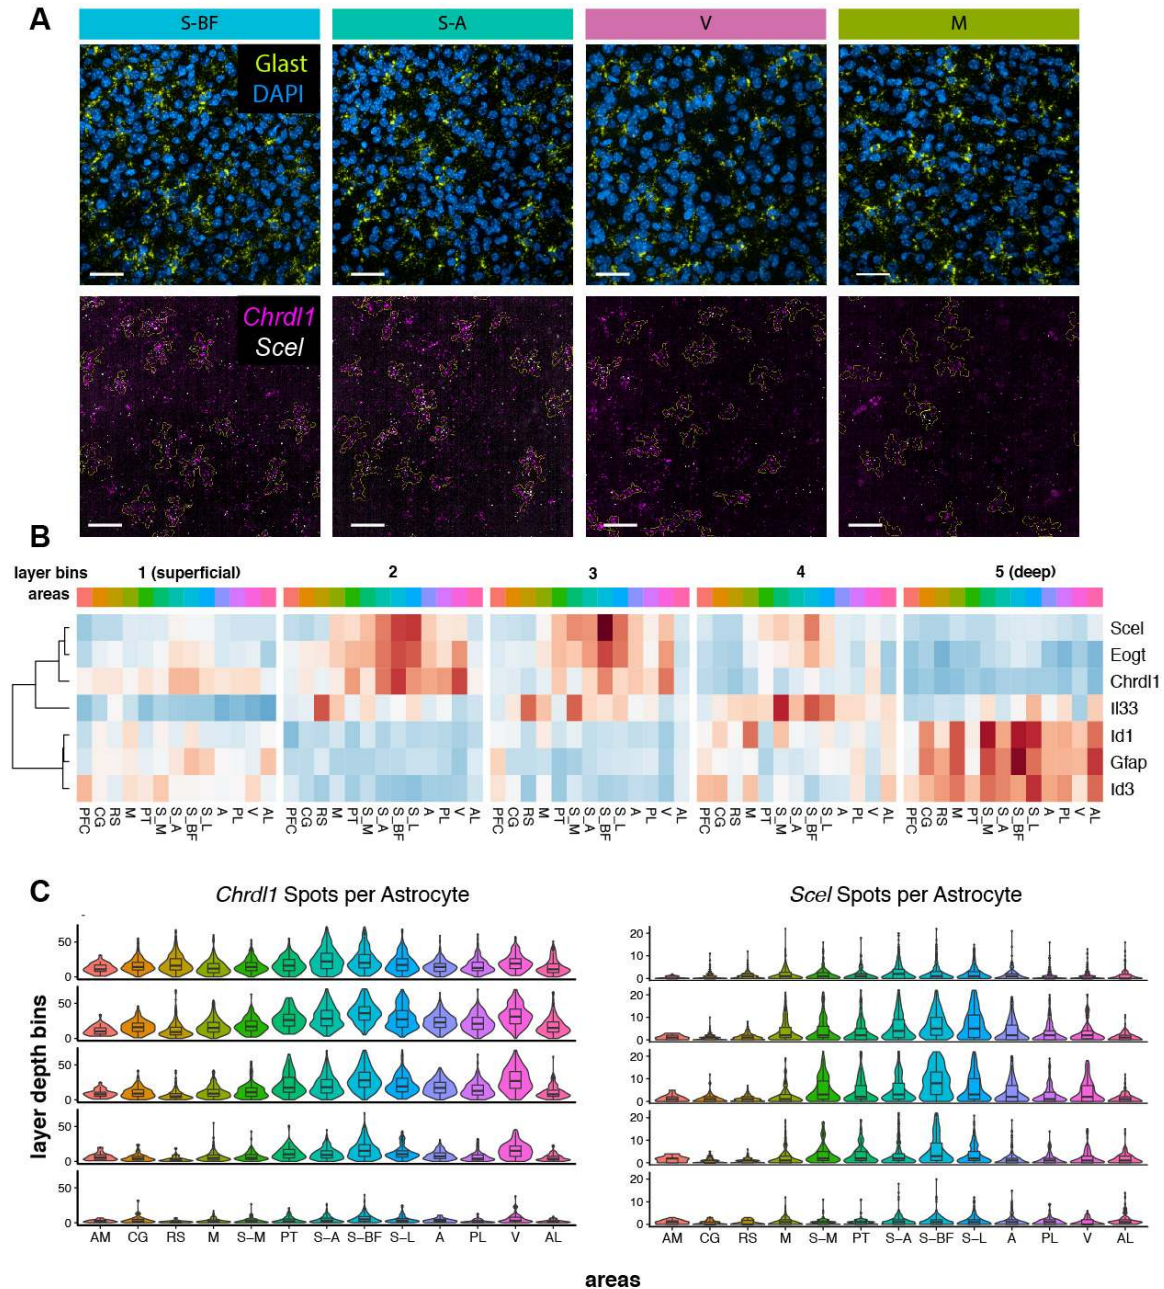 A
S-BF S-A V M
Glast
DAPI
Chrdl1
Scel
B
layer bins 1 (superficial) 2 3 4 5 (deep)
areas
Scel
Eogt
Chrdl1
Il33
Id1
Gfap
Id3
PFC CG RS M PT S_M S_A S_BF S_L A PL V AL PFC CG RS M PT S_M S_A S_BF S_L A PL V AL PFC CG RS M PT S_M S_A S_BF S_L A PL V AL PFC CG RS M PT S_M S_A S_BF S_L A PL V AL PFC CG RS M PT S_M S_A S_BF S_L A PL V AL
C
Chrdl1 Spots per Astrocyte Scel Spots per Astrocyte
layer depth bins
50 20
10
0 0
50 20
10
0 0
50 20
10
0 0
50 20
10
0 0
50 20
10
0 0
AM CG RS M S-M PT S-A S-BF S-L A PL V AL AM CG RS M S-M PT S-A S-BF S-L A PL V AL
areas